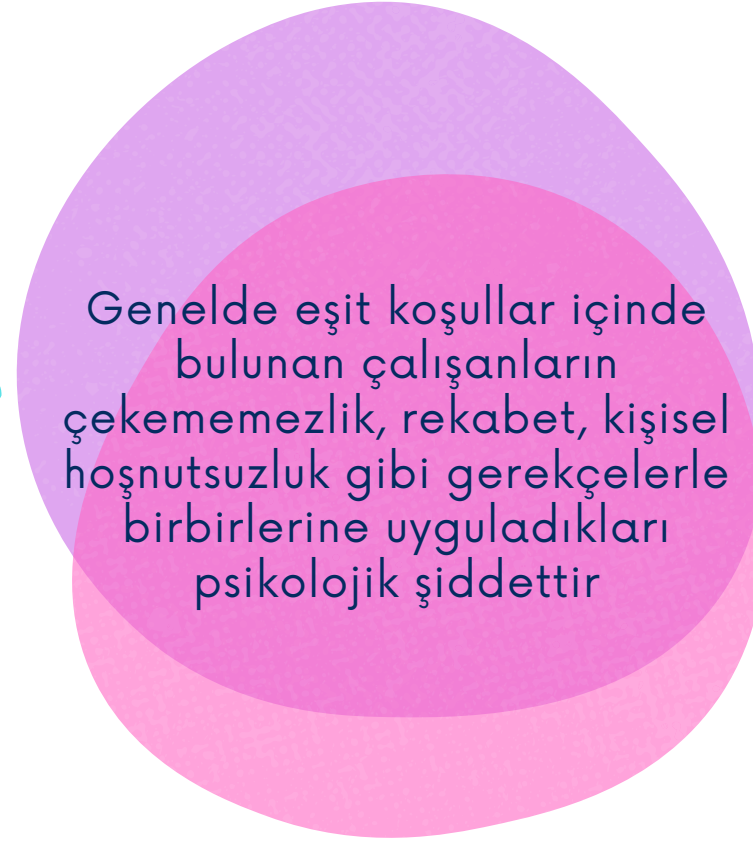 Genelde eşit koşullar içinde
bulunan çalışanların
çekememezlik, rekabet, kişisel
hoşnutsuzluk gibi gerekçelerle
birbirlerine uyguladıkları
psikolojik şiddettir